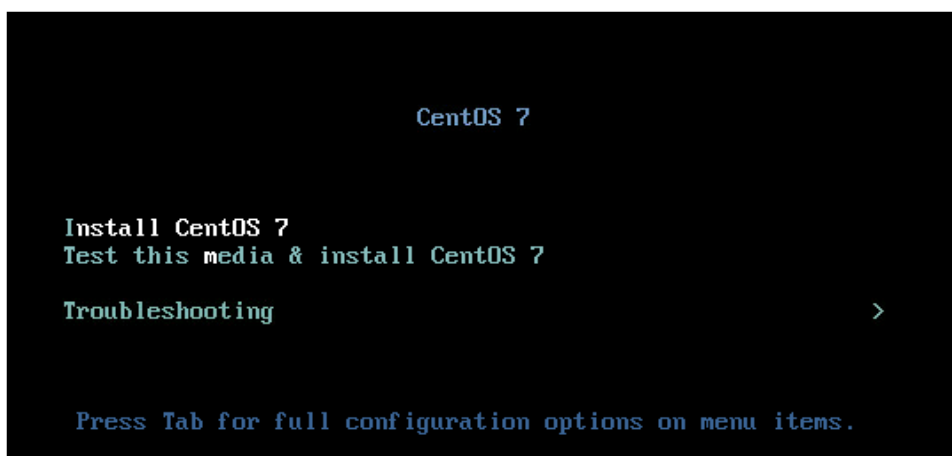 CentOS 7
Install CentOS 7
Test this media & install CentOS 7
Troubleshooting >
Press Tab for full configuration options on menu items.